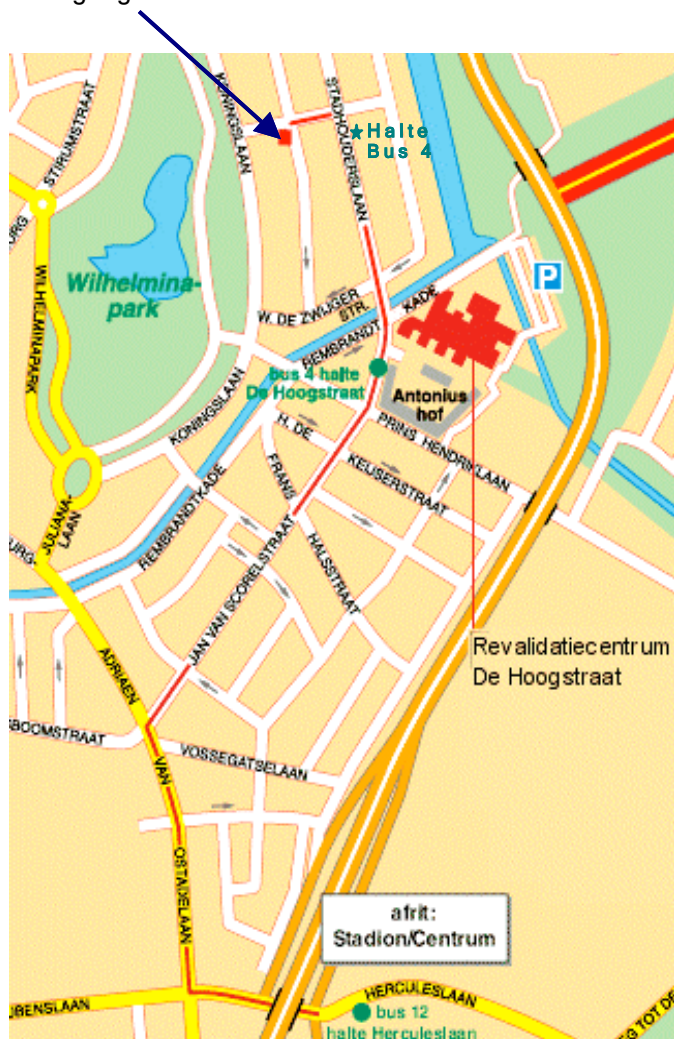 KONINGSLAAN
STADHOUDERSLAAN
Halte
Bus 4
STIRUMSTRAAT
WILHELMINAPARK
Wilhelmina-
park
W. DE ZWIJGER
STR.
REMBRANDT
KADE
P
bus 4 halte
De Hoogstraat
Antonius
hof
KONINGSLAAN
H. DE
KEIJSERSTRAAT
PRINS HENDRIKLAAN
FRANS
HALSSTRAAT
REMBRANDTKADE
JULIANA-
LAAN
JAN VAN SCORELSTRAAT
Revalidatiecentrum
De Hoogstraat
ADRIAEN
VAN
OSTADELAAN
SBOOMSTRAAT
VOSSEGATSELAAN
afrit:
Stadion/Centrum
UBENSLAAN
HERCULESLAAN
bus 12
halte Herculeslaan